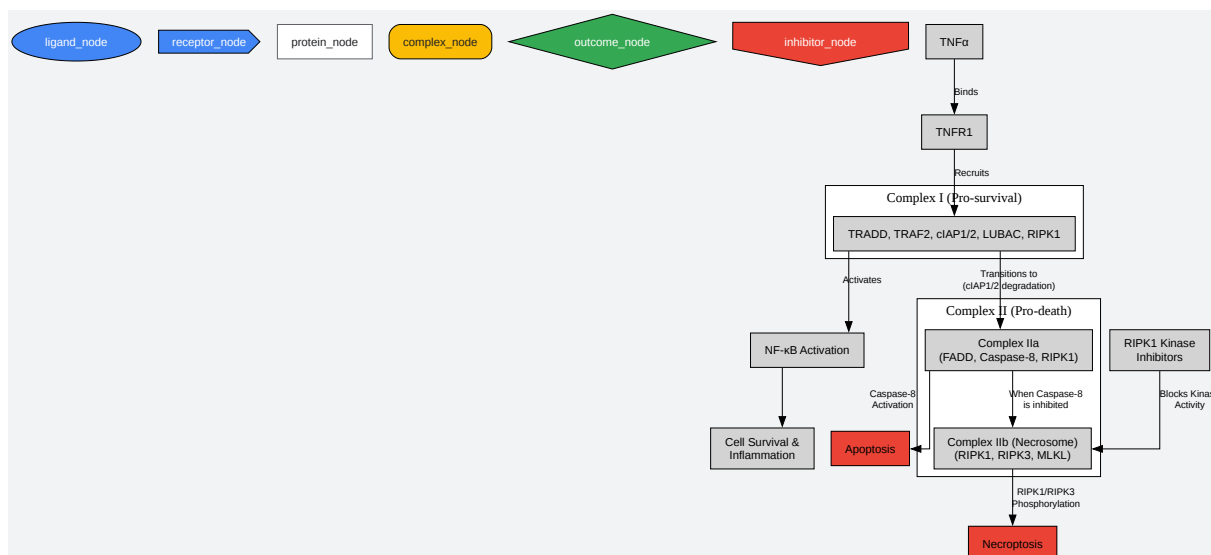 ligand_node
receptor_node
protein_node
complex_node
outcome_node
inhibitor_node
TNFα
Binds
TNFR1
Recruits
Complex I (Pro-survival)
TRADD, TRAF2, cIAP1/2, LUBAC, RIPK1
Activates
Transitions to
(cIAP1/2 degradation)
Complex II (Pro-death)
NF-κB Activation
Complex IIa
(FADD, Caspase-8, RIPK1)
RIPK1 Kinase
Inhibitors
Caspase-8
Activation
When Caspase-8
is inhibited
Blocks Kinas
Activity
Cell Survival &
Inflammation
Apoptosis
Complex IIb (Necrosome)
(RIPK1, RIPK3, MLKL)
RIPK1/RIPK3
Phosphorylation
Necroptosis